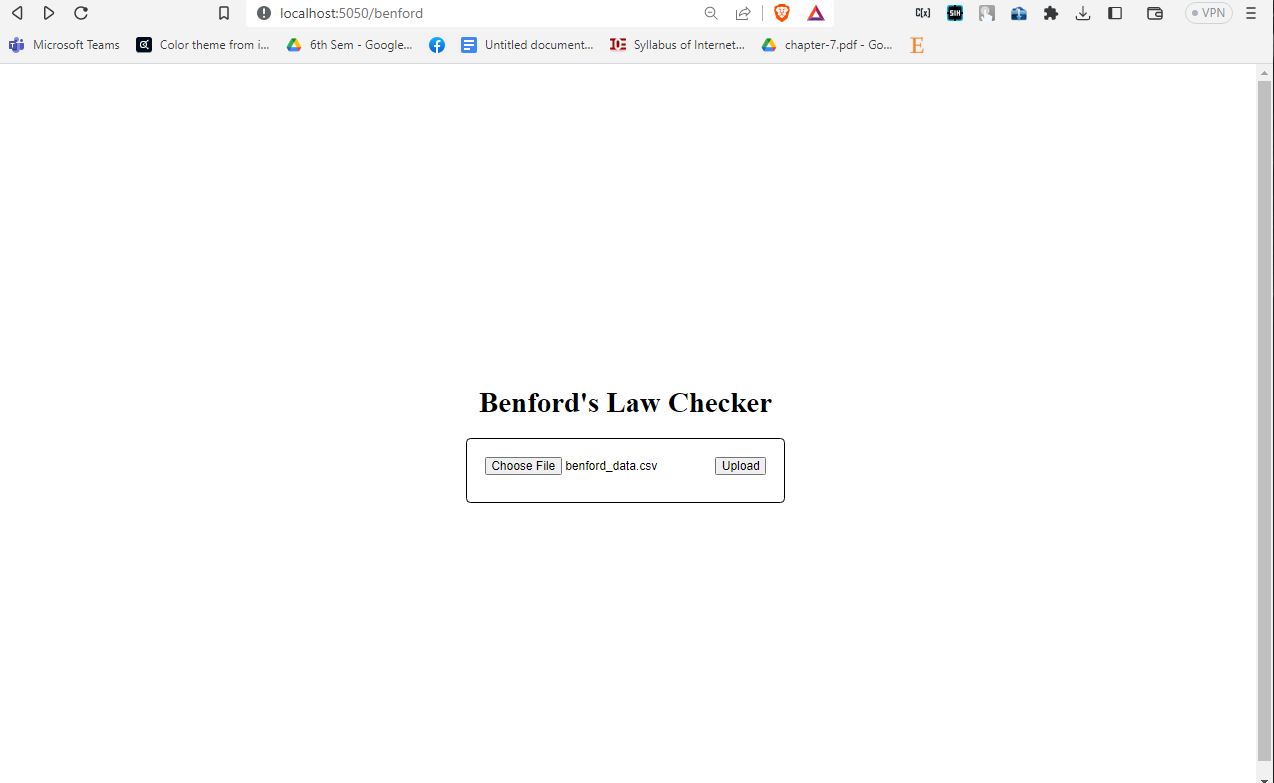 localhost:5050/benford
C[x]
SIH
VPN
Microsoft Teams
Color theme from i...
6th Sem - Google...
Untitled document...
Syllabus of Internet...
chapter-7.pdf - Go...
E
Benford's Law Checker
Choose File benford_data.csv Upload